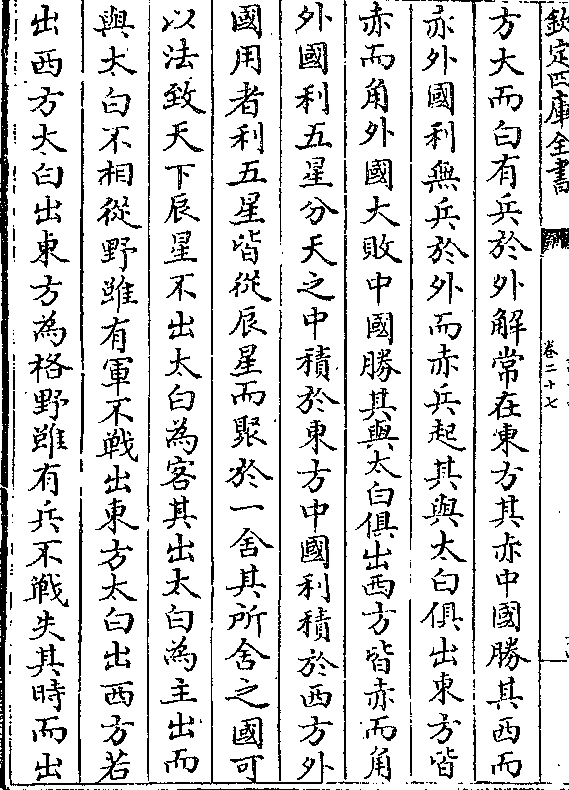 欽定四庫全書
卷二十七
方大而白有兵於外解常在東方其赤中國勝其西而
赤外國利無兵於外而赤兵起其與太白俱出東方皆
赤而角外國大敗中國勝其與太白俱出西方皆赤而角
外國利五星分天之中積於東方中國利積於西方外
國用者利五星皆從辰星而聚於一舍其所舍之國可
以法致天下辰星不出太白為客其出太白為主出而
與太白不相從野雖有軍不戰出東方太白出西方若
出西方太白出東方為格野雖有兵不戰失其時而出